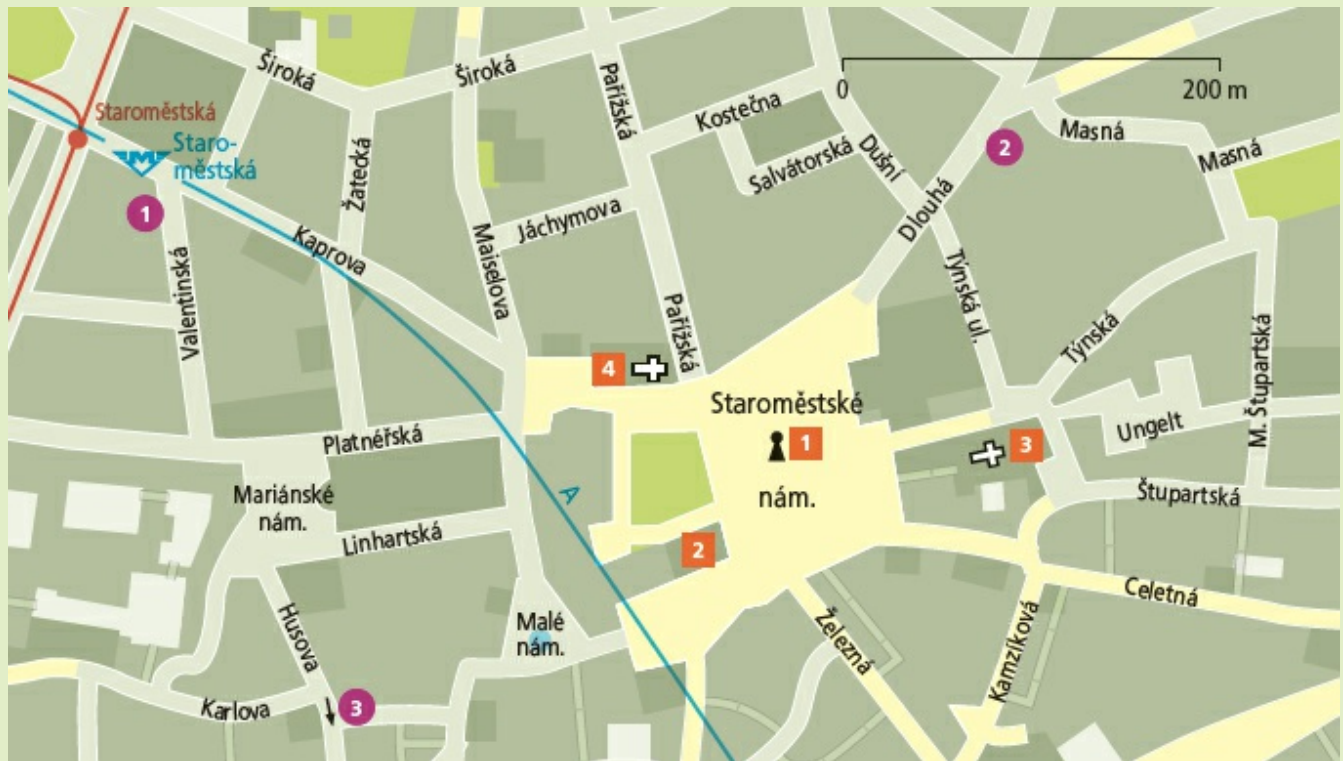 Široká
Široká
Pařížská
Kostečna
0
200 m
Staroměstská
Staro-
městská
Masná
Masná
Salvátorská
Dušní
1
2
Žatecká
Jáchymova
Dlouhá
Kaprova
Maiselova
Valentinská
Pařížská
Týnská ul.
Týnská
M. Štupartská
4
Staroměstské
1
nám.
Ungelt
3
Platnéřská
Mariánské
nám.
A
Štupartská
Linhartská
2
Celetná
Husova
Malé
nám.
Železná
Kamzíková
Karlova
3